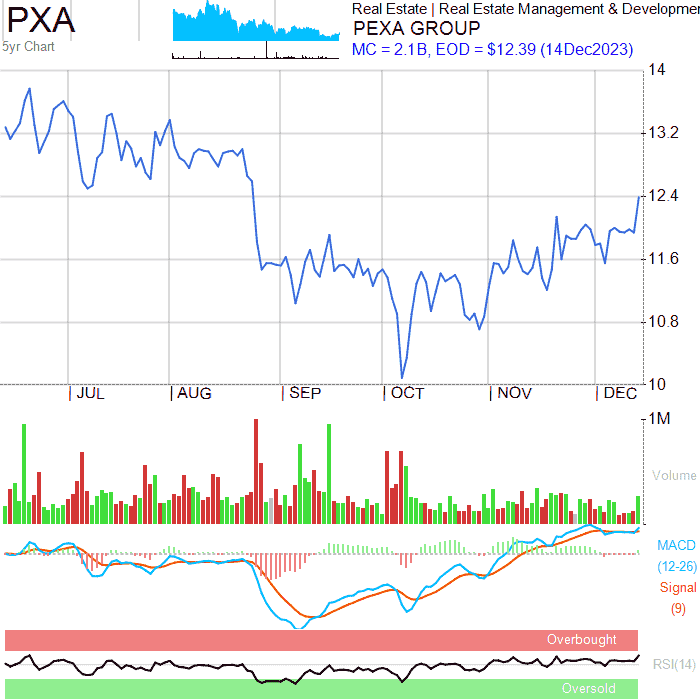 PXA
5yr Chart
Real Estate | Real Estate Management & Developmen
PEXA GROUP
MC = 2.1B, EOD = $12.39 (14Dec2023)
14
13.2
12.4
11.6
10.8
10
JUL AUG SEP OCT NOV DEC
1M
Volume
MACD
(12-26)
Signal
(9)
Overbought
RSI(14)
Oversold